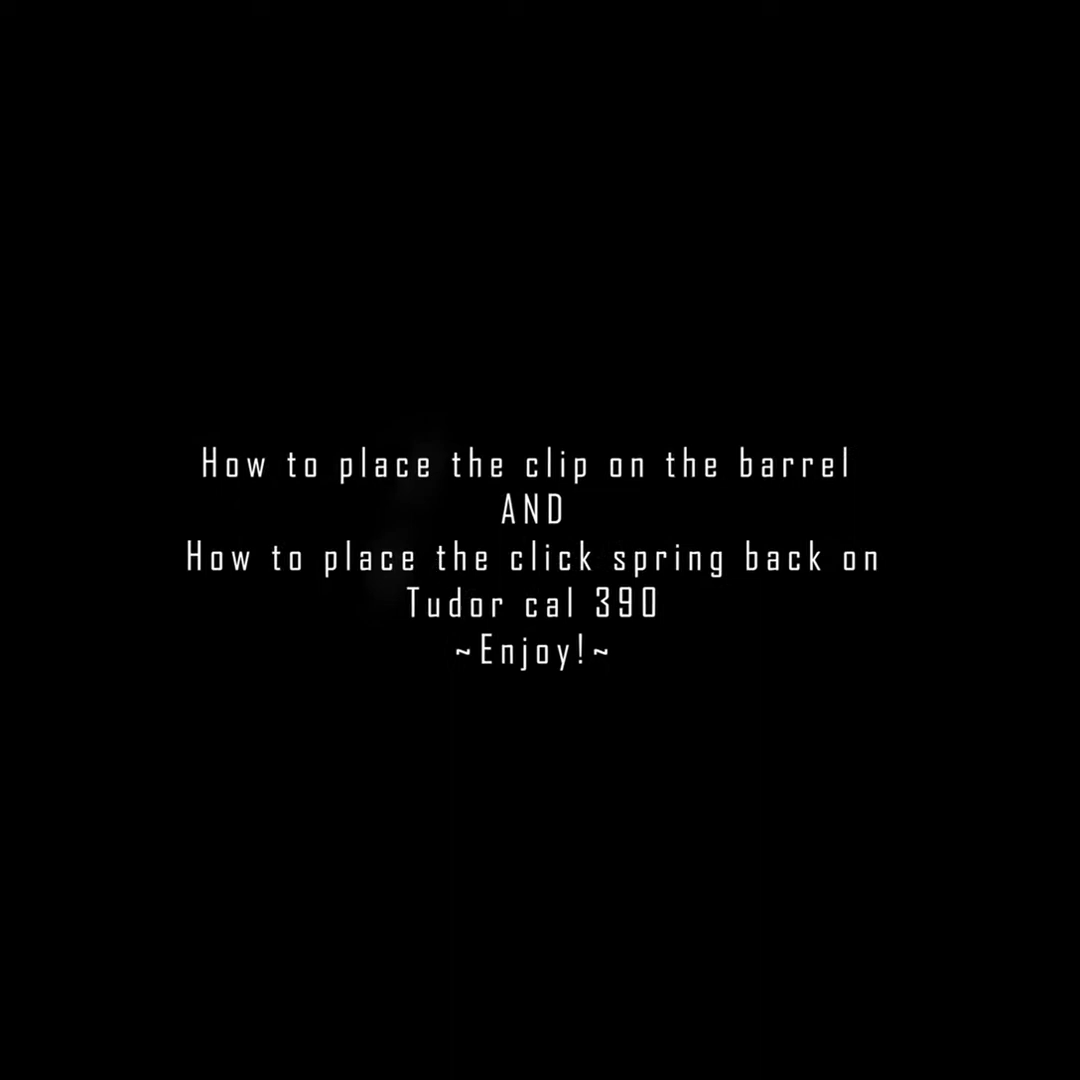 How to place the clip on the barrel
AND
How to place the click spring back on
Tudor cal 390
~Enjoy!~